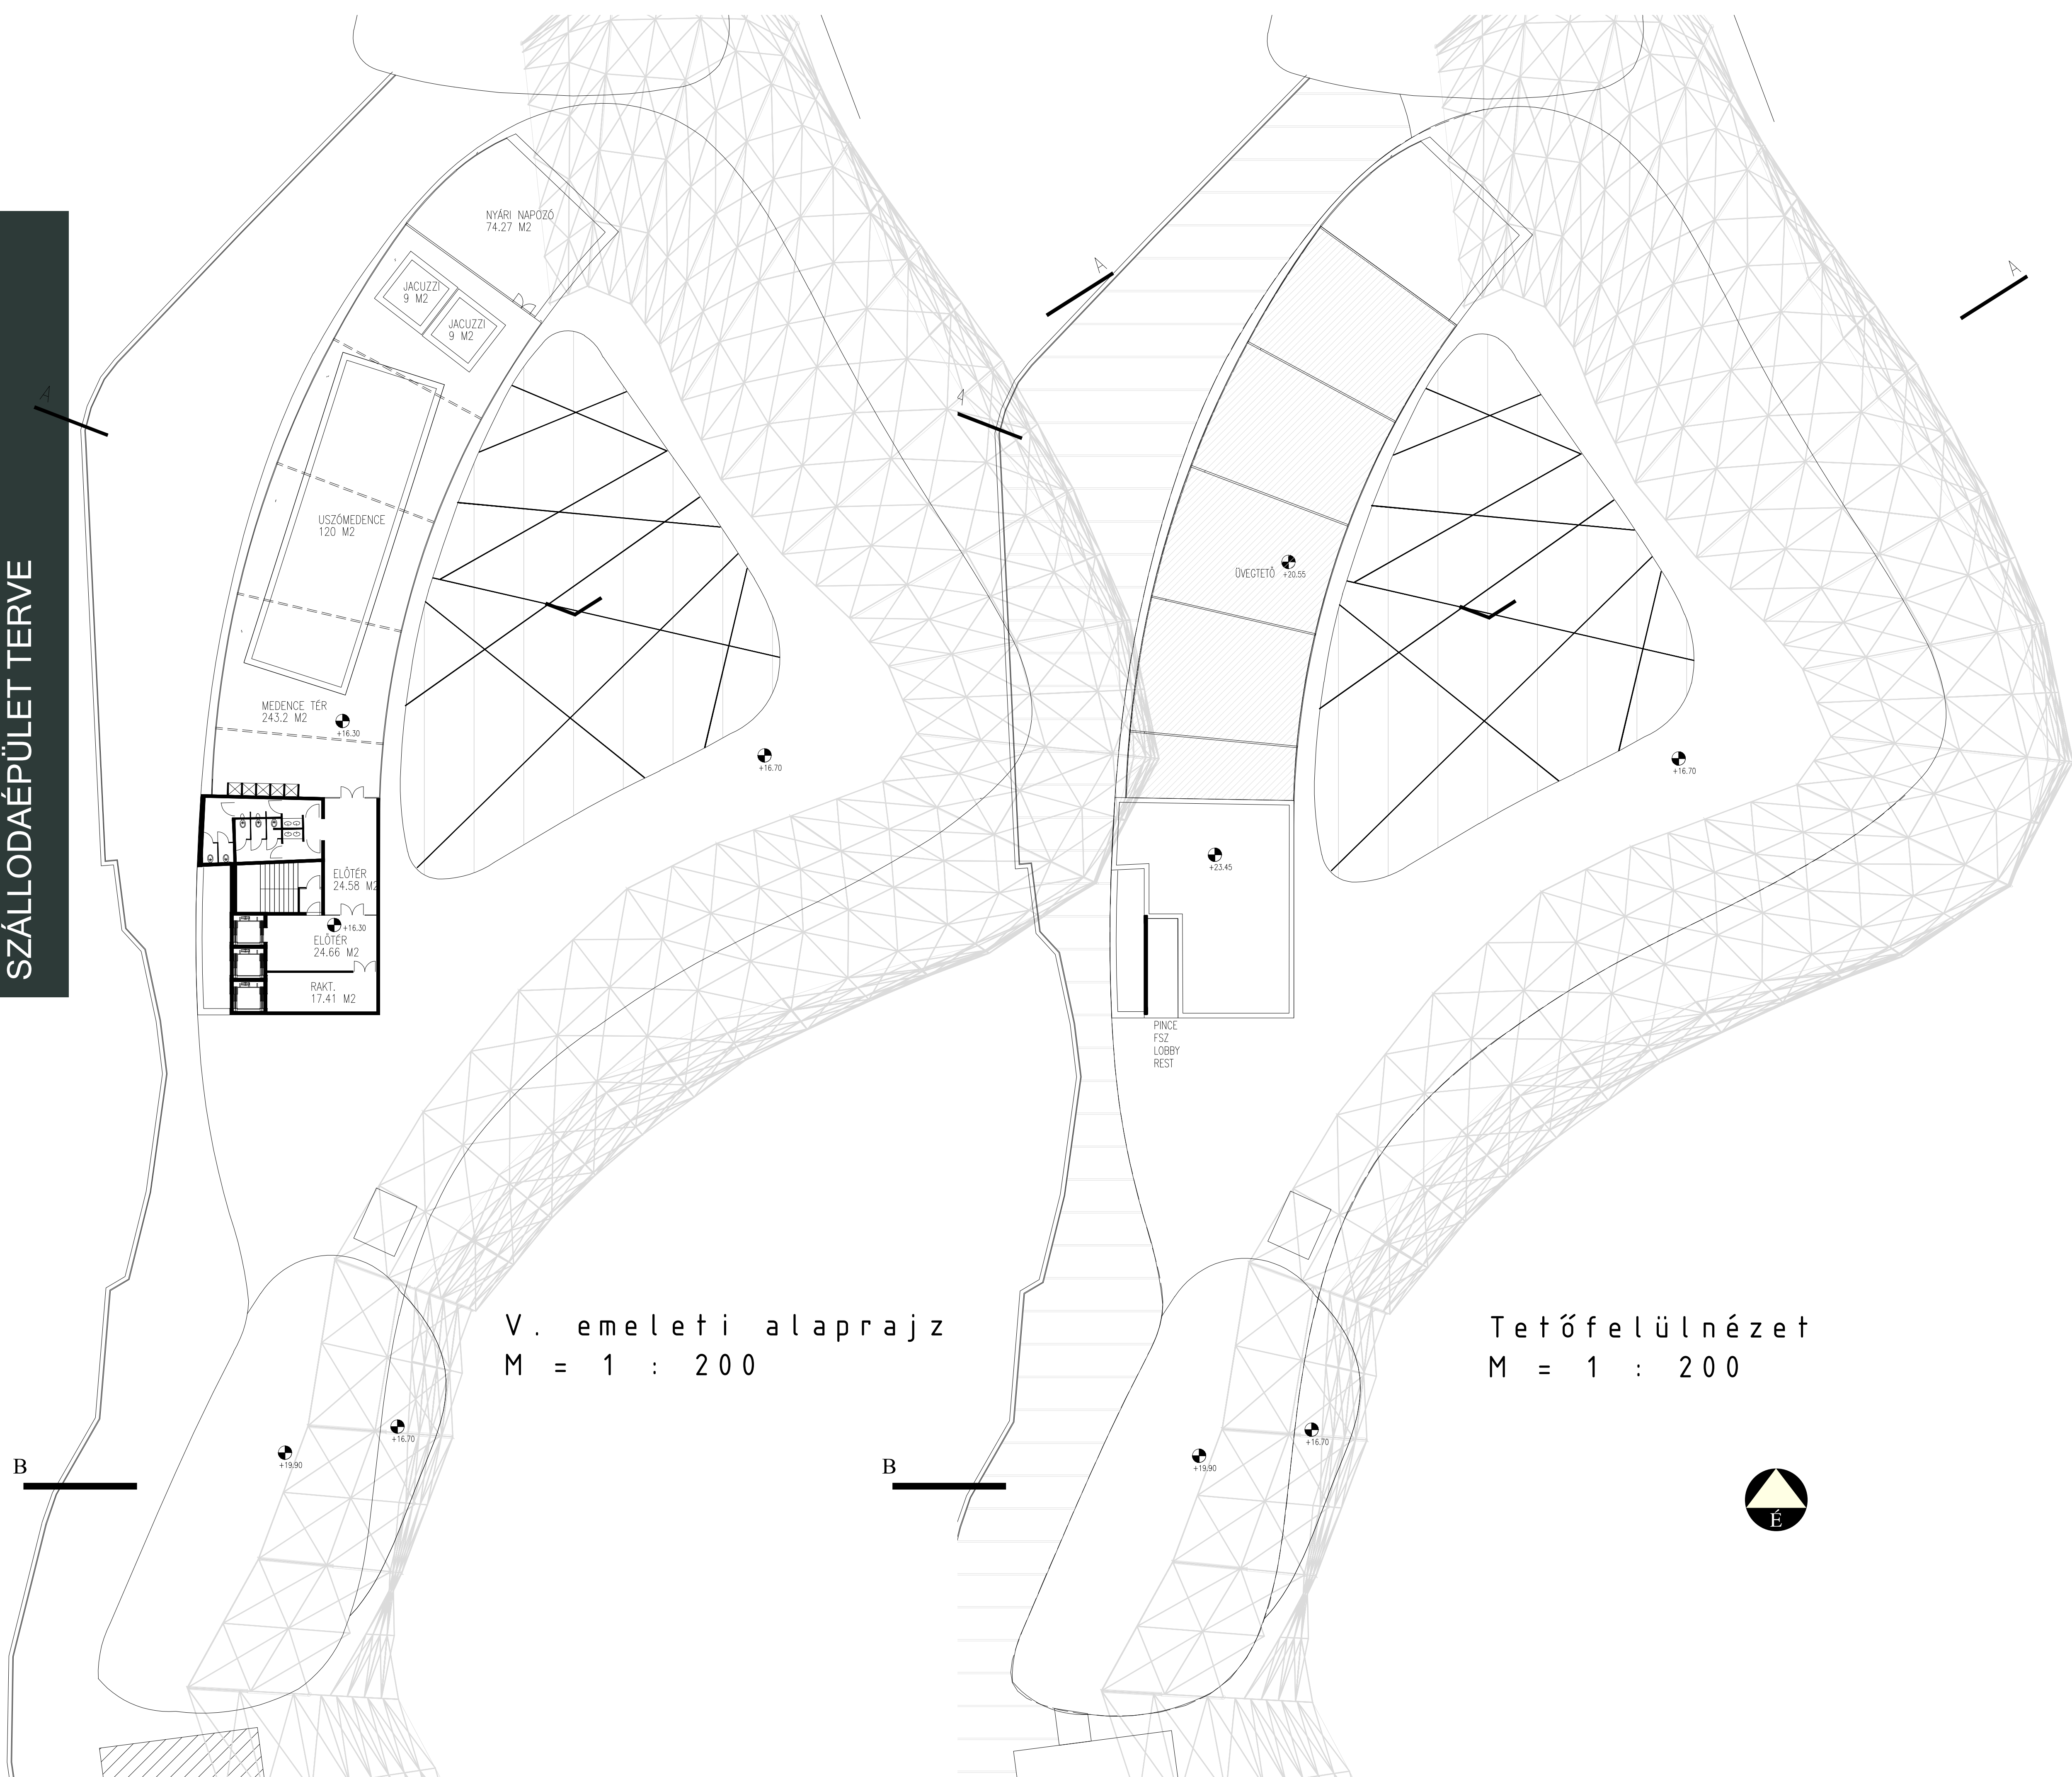 SZÁLLODAÉPÜLET TERVE
NYÁRI NAPOZÓ
74.27 M2
JACUZZI
9 M2
JACUZZI
9 M2
A
USZÓMEDENCE
120 M2
MEDENCE TÉR
243.2 M2
+16.30
+16.70
ELŐTÉR
24.58 M2
+16.30
ELŐTÉR
24.66 M2
RAKT.
17.41 M2
V. emeleti alaprajz
M = 1 : 200
+16.70
+19.90
B
A
A
A
ÜVEGTETŐ +20.55
+16.70
+23.45
PINCE
FSZ
LOBBY
REST
Tetőfelülnézet
M = 1 : 200
+16.70
+19.90
B
É